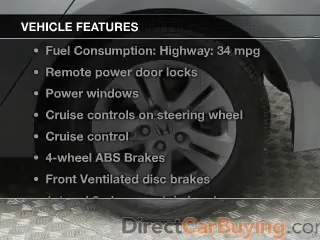 VEHICLE FEATURES
• Fuel Consumption: Highway: 34 mpg
• Remote power door locks
• Power windows
• Cruise controls on steering wheel
• Cruise control
• 4-wheel ABS Brakes
• Front Ventilated disc brakes
DirectCarBuying.com